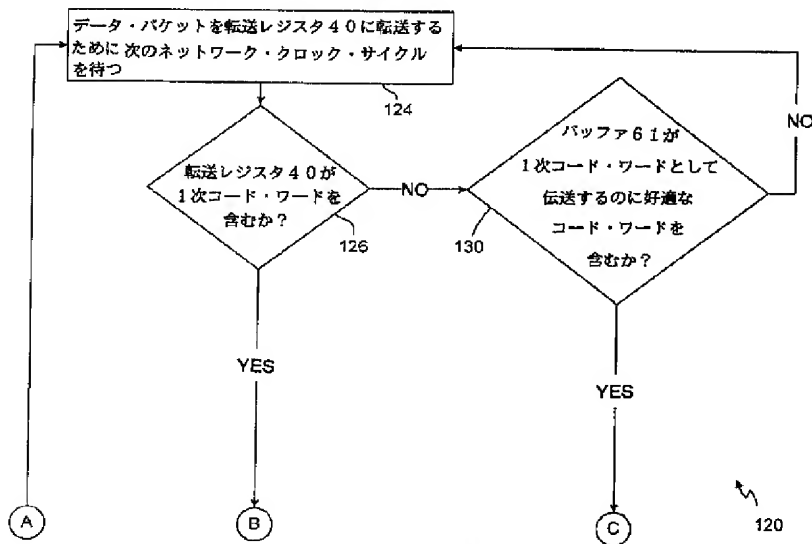 データ・パケットを転送レジスタ40に転送する
ために次のネットワーク・クロック・サイクル
を待つ
124
転送レジスタ40が
1次コード・ワードを
含むか?
126
NO
バッファ61が
1次コード・ワードとして
伝送するのに好適な
コード・ワードを
含むか?
130
NO
YES
YES
A
B
C
120